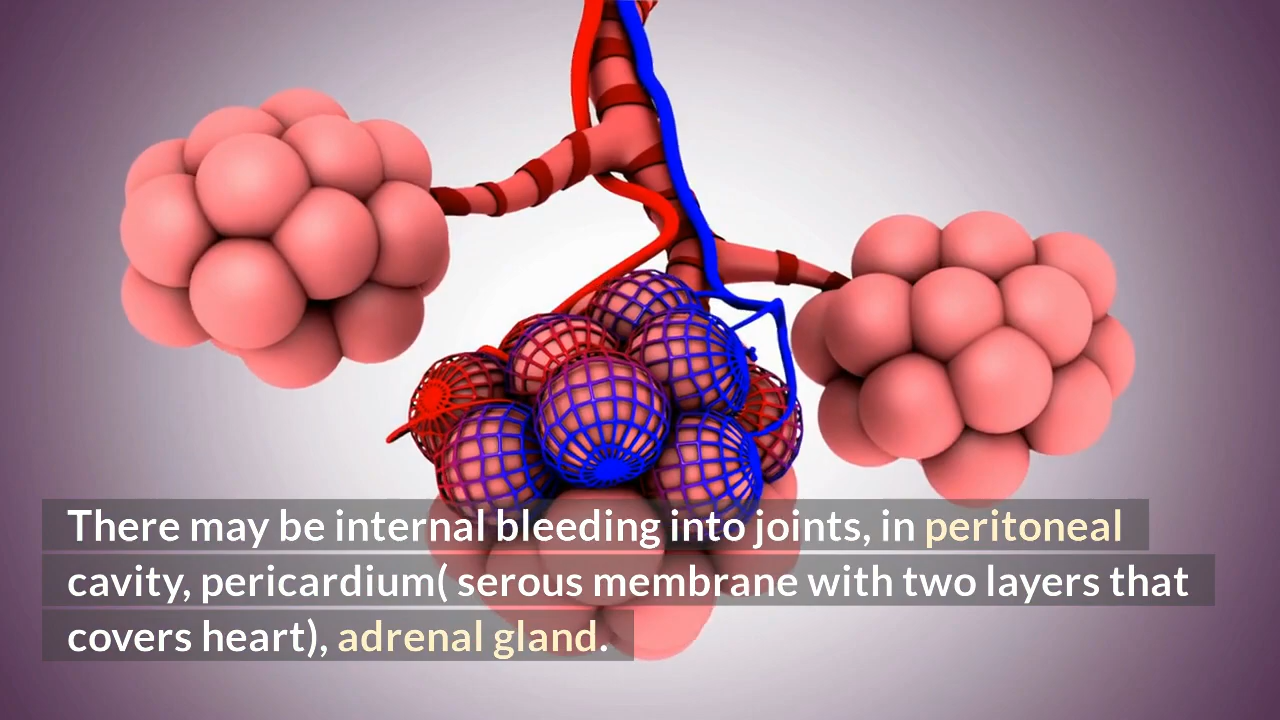 There may be internal bleeding into joints, in peritoneal
cavity, pericardium( serous membrane with two layers that
covers heart), adrenal gland.